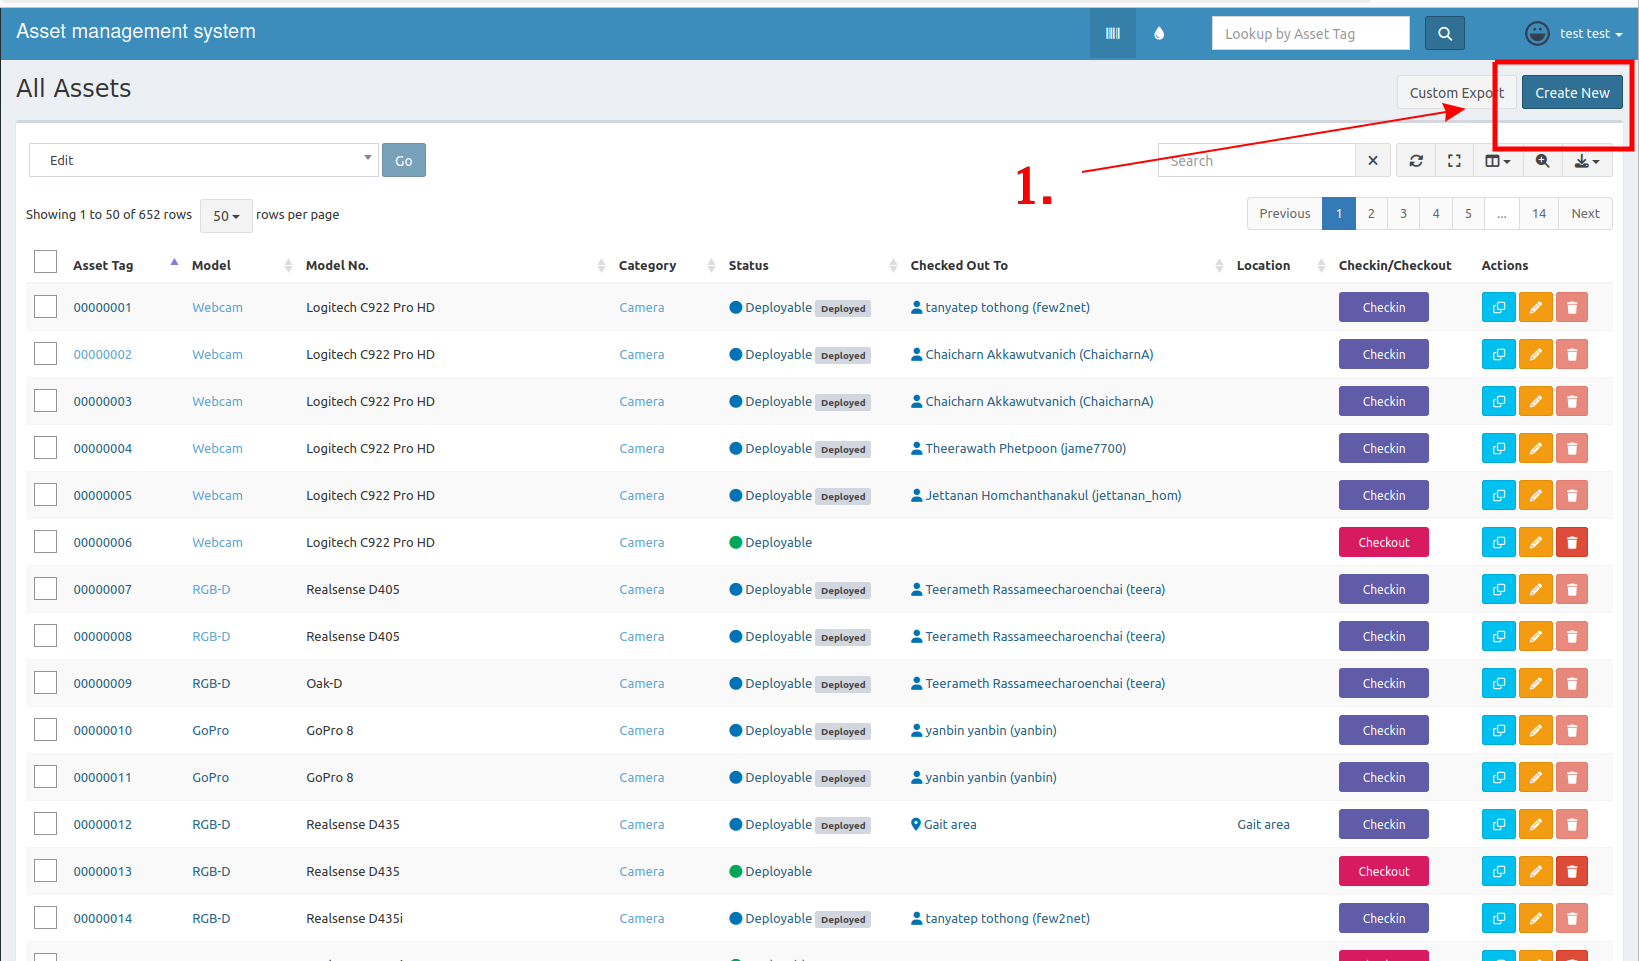 Asset management system
Lookup by Asset Tag
test test
All Assets
Custom Export
Create New
Edit
Go
1.
Search
Showing 1 to 50 of 652 rows 50 rows per page
Previous 1 2 3 4 5 ... 14 Next
Asset Tag Model Model No. Category Status Checked Out To Location Checkin/Checkout Actions
00000001 Webcam Logitech C922 Pro HD Camera Deployable Deployed tanyatep tothong (few2net) Checkin
00000002 Webcam Logitech C922 Pro HD Camera Deployable Deployed Chaicharn Akkawutvanich (ChaicharnA) Checkin
00000003 Webcam Logitech C922 Pro HD Camera Deployable Deployed Chaicharn Akkawutvanich (ChaicharnA) Checkin
00000004 Webcam Logitech C922 Pro HD Camera Deployable Deployed Theerawath Phetpoon (jame7700) Checkin
00000005 Webcam Logitech C922 Pro HD Camera Deployable Deployed Jettanan Homchanthanakul (jettanan_hom) Checkin
00000006 Webcam Logitech C922 Pro HD Camera Deployable Checkout
00000007 RGB-D Realsense D405 Camera Deployable Deployed Teerameth Rassameecharoenchai (teera) Checkin
00000008 RGB-D Realsense D405 Camera Deployable Deployed Teerameth Rassameecharoenchai (teera) Checkin
00000009 RGB-D Oak-D Camera Deployable Deployed Teerameth Rassameecharoenchai (teera) Checkin
00000010 GoPro GoPro 8 Camera Deployable Deployed yanbin yanbin (yanbin) Checkin
00000011 GoPro GoPro 8 Camera Deployable Deployed yanbin yanbin (yanbin) Checkin
00000012 RGB-D Realsense D435 Camera Deployable Deployed Gait area Gait area Checkin
00000013 RGB-D Realsense D435 Camera Deployable Checkout
00000014 RGB-D Realsense D435i Camera Deployable Deployed tanyatep tothong (few2net) Checkin